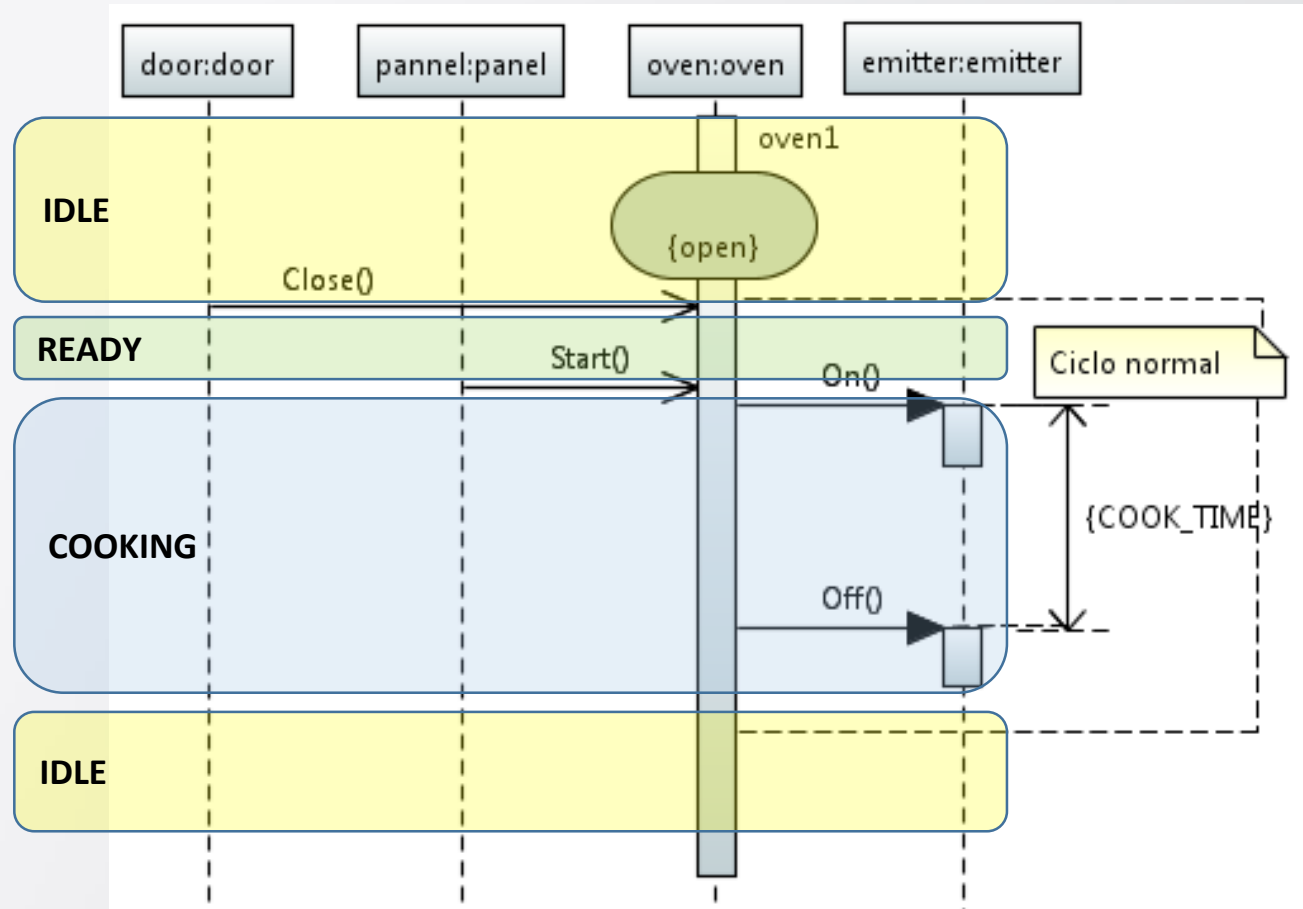 door:door
pannel:panel
oven:oven
emitter:emitter
oven1
IDLE
{open}
Close()
READY
Start()
On()
Ciclo normal
COOKING
{COOK_TIME}
Off()
IDLE